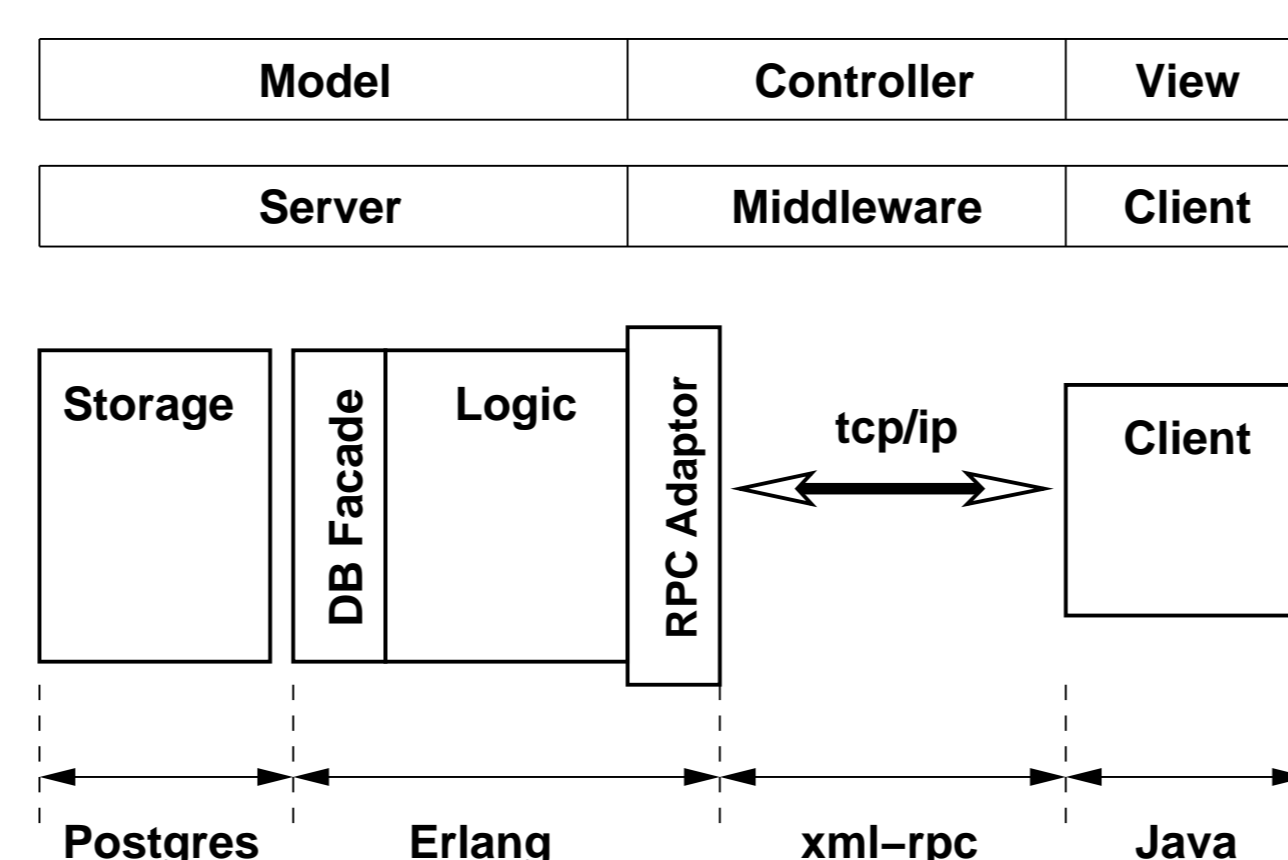 Model Controller View
Server Middleware Client
Storage
DB Facade
Logic
RPC Adaptor
tcp/ip
Client
Postgres Erlang xml–rpc Java